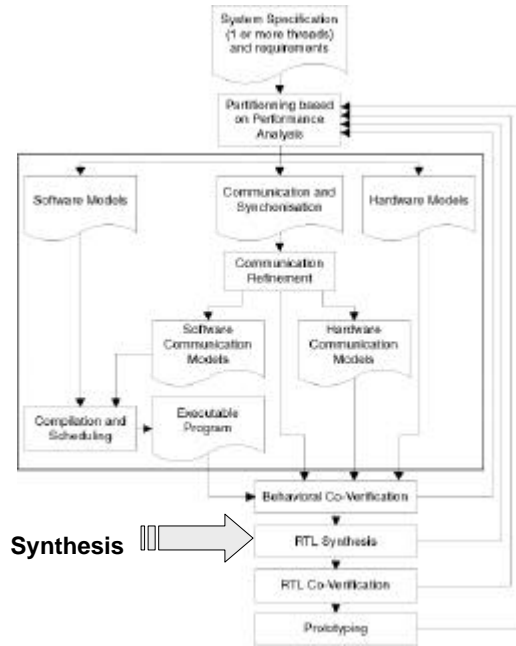 System Specification
(1 or more threads)
and requirements
Partitionning based
on Performance
Analysis
Software Models
Communication and
Synchonisation
Hardware Models
Communication
Refinement
Software
Communication
Models
Hardware
Communication
Models
Compilation and
Scheduling
Executable
Program
Behavioral Co-Verification
Synthesis
RTL Synthesis
RTL Co-Verification
Prototyping